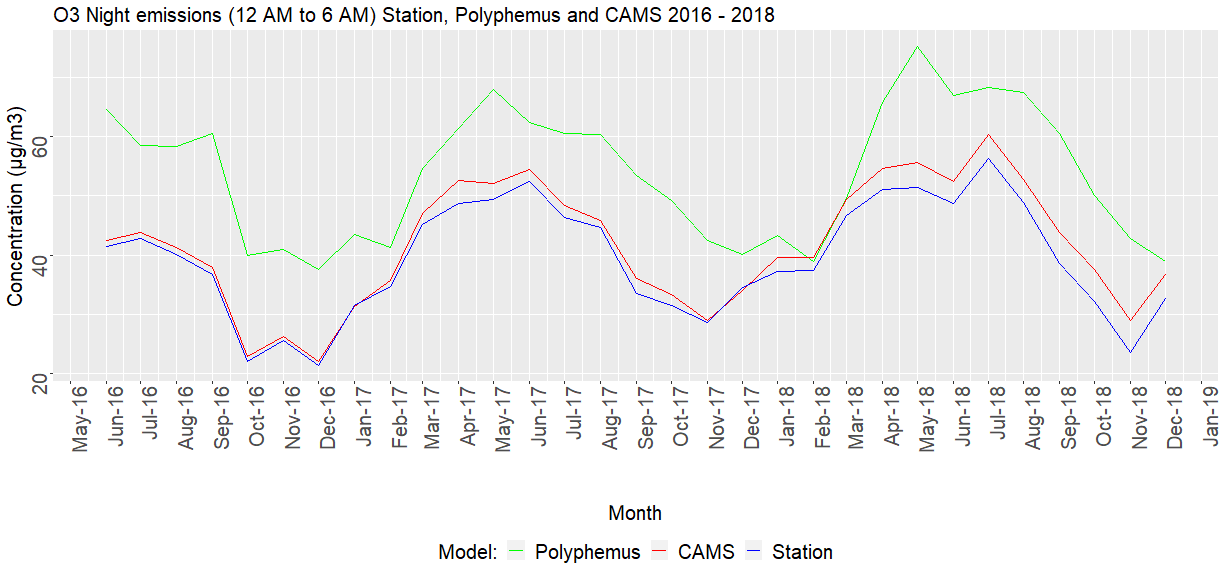 O3 Night emissions (12 AM to 6 AM) Station, Polyphemus and CAMS 2016 - 2018
Concentration (µg/m3)
60
40
20
May-16
Jun-16
Jul-16
Aug-16
Sep-16
Oct-16
Nov-16
Dec-16
Jan-17
Feb-17
Mar-17
Apr-17
May-17
Jun-17
Jul-17
Aug-17
Sep-17
Oct-17
Nov-17
Dec-17
Jan-18
Feb-18
Mar-18
Apr-18
May-18
Jun-18
Jul-18
Aug-18
Sep-18
Oct-18
Nov-18
Dec-18
Jan-19
Month
Model: Polyphemus CAMS Station